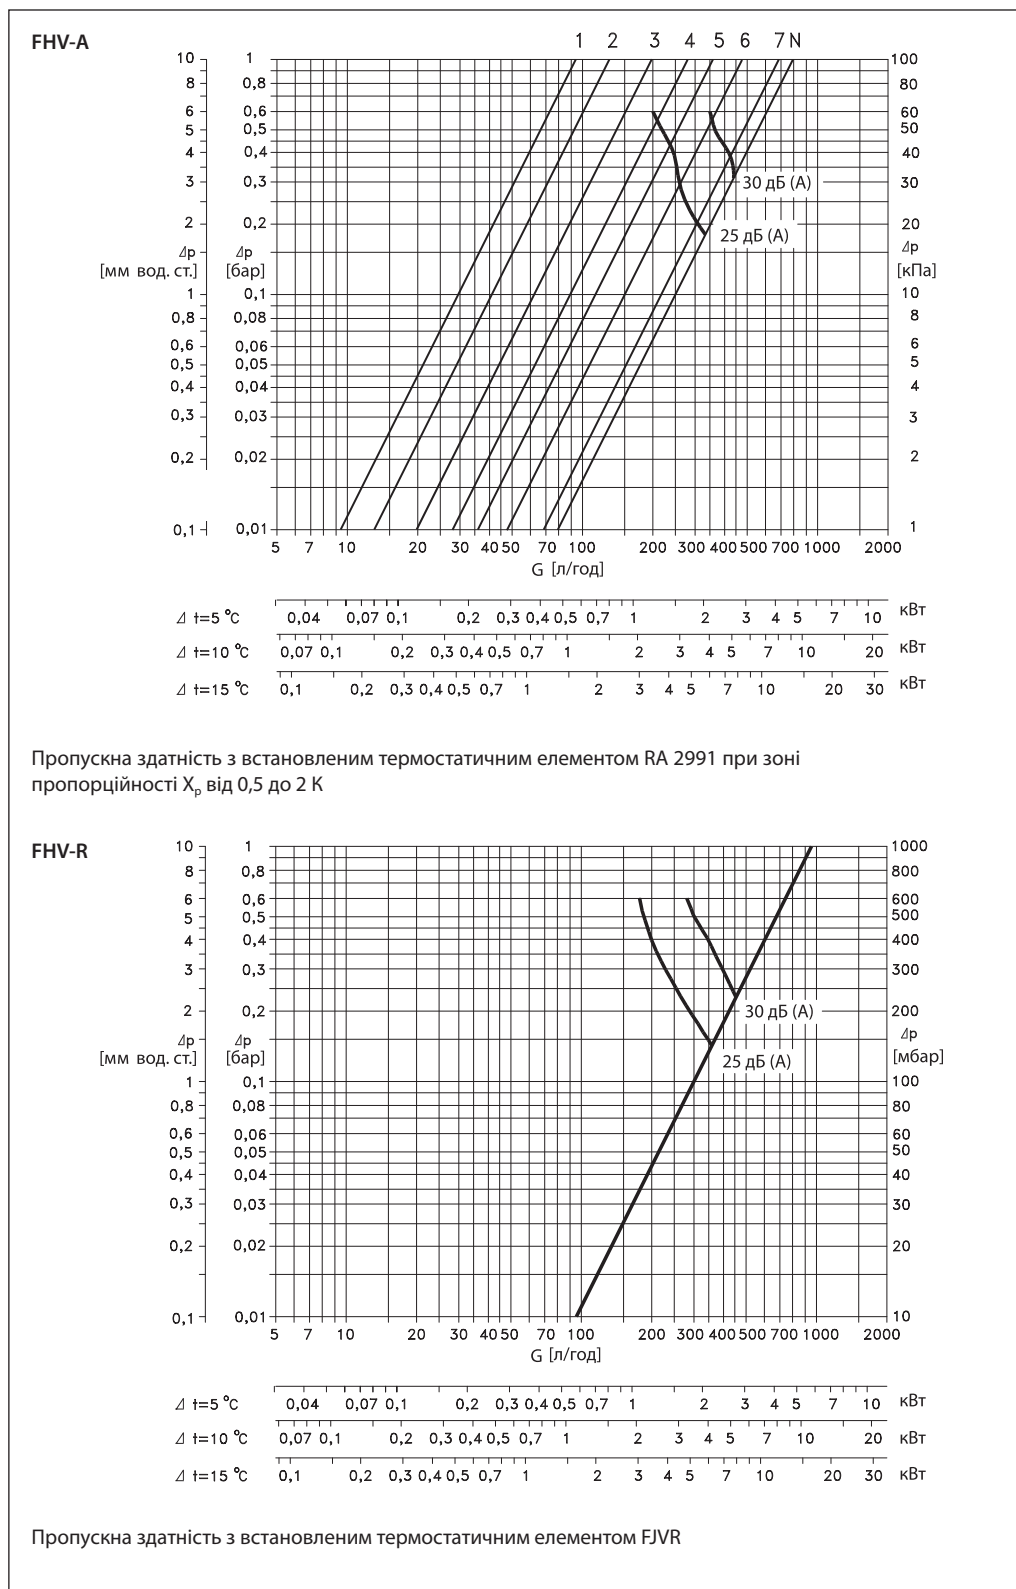 FHV-A
1 2 3 4 5 6 7 N
10 1 100
8 0,8 80
6 0,6 60
5 0,5 50
4 0,4 40
3 0,3 30 дБ (A) 30
2 0,2 25 дБ (A) 20
Δp Δp Δp
[мм вод. ст.] [бар] [кПа]
1 0,1 10
0,8 0,08 8
0,6 0,06 6
0,5 0,05 5
0,4 0,04 4
0,3 0,03 3
0,2 0,02 2
0,1 0,01 1
5 7 10 20 30 40 50 70 100 200 300 400 500 700 1000 2000
G [л/год]
Δ t=5 °C 0,04 0,07 0,1 0,2 0,3 0,4 0,5 0,7 1 2 3 4 5 7 10 кВт
Δ t=10 °C 0,07 0,1 0,2 0,3 0,4 0,5 0,7 1 2 3 4 5 7 10 20 кВт
Δ t=15 °C 0,1 0,2 0,3 0,4 0,5 0,7 1 2 3 4 5 7 10 20 30 кВт
Пропускна здатність з встановленим термостатичним елементом RA 2991 при зоні
пропорційності Xp від 0,5 до 2 К
FHV-R
10 1 1000
8 0,8 800
6 0,6 600
5 0,5 500
4 0,4 400
3 0,3 300
2 0,2 30 дБ (A) 200
Δp Δp Δp
[мм вод. ст.] [бар] 25 дБ (A) [мбар]
1 0,1 100
0,8 0,08 80
0,6 0,06 60
0,5 0,05 50
0,4 0,04 40
0,3 0,03 30
0,2 0,02 20
0,1 0,01 10
5 7 10 20 30 40 50 70 100 200 300 400 500 700 1000 2000
G [л/год]
Δ t=5 °C 0,04 0,07 0,1 0,2 0,3 0,4 0,5 0,7 1 2 3 4 5 7 10 кВт
Δ t=10 °C 0,07 0,1 0,2 0,3 0,4 0,5 0,7 1 2 3 4 5 7 10 20 кВт
Δ t=15 °C 0,1 0,2 0,3 0,4 0,5 0,7 1 2 3 4 5 7 10 20 30 кВт
Пропускна здатність з встановленим термостатичним елементом FJVR